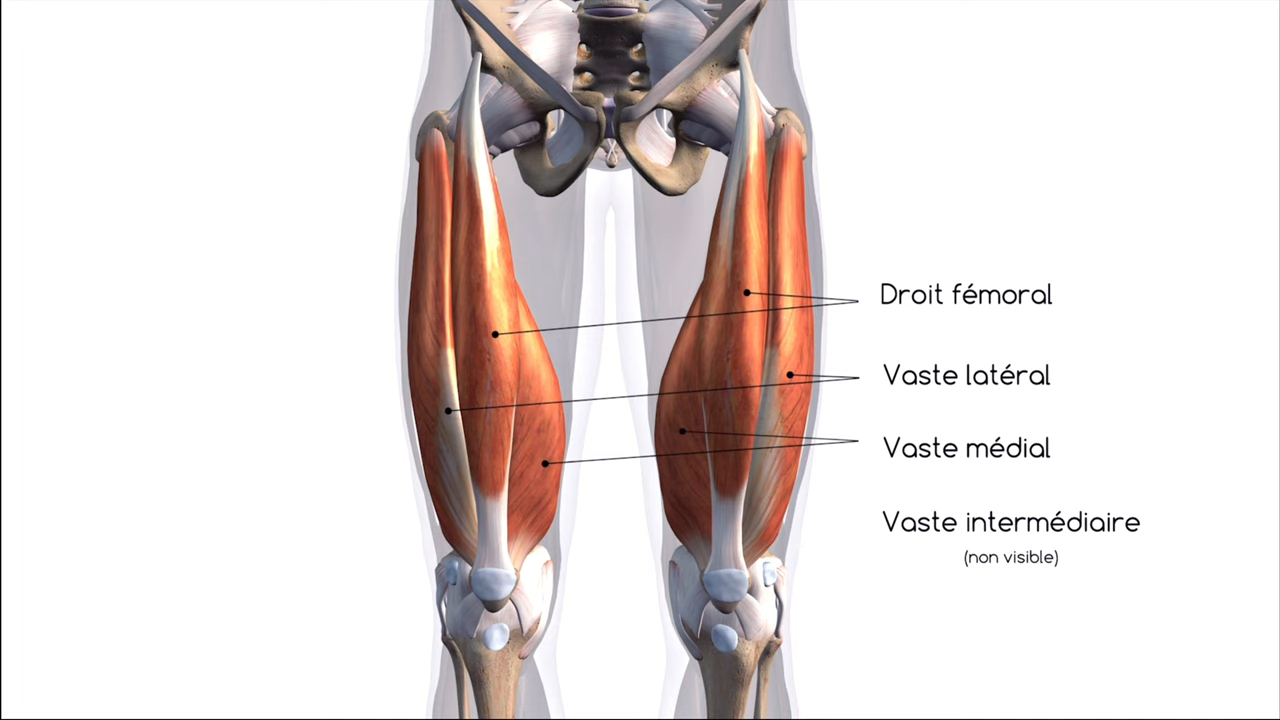 Droit fémoral
Vaste latéral
Vaste médial
Vaste intermédiaire
(non visible)